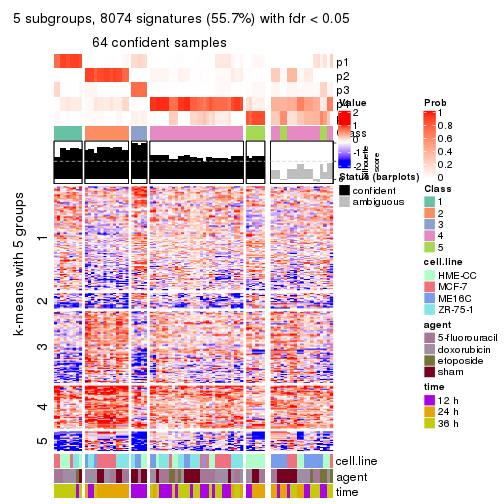 5 subgroups, 8074 signatures (55.7%) with fdr < 0.05
64 confident samples
p1
p2
p3
Value
2
1
0
-1
-2
Silhouette
score
Status (barplots)
confident
ambiguous
Prob
1
0.8
0.6
0.4
0.2
0
Class
1
2
3
4
5
cell.line
HME-CC
MCF-7
ME16C
ZR-75-1
agent
5-fluorouracil
doxorubicin
etoposide
sham
time
12 h
24 h
36 h
k-means with 5 groups
1
2
3
4
5
cell.line
agent
time